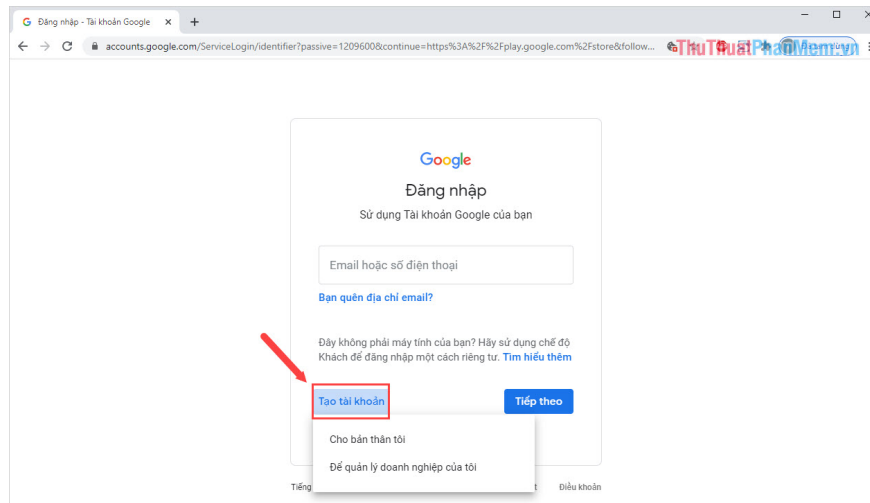 Đăng nhập - Tài khoản Google
accounts.google.com/ServiceLogin/identifier?passive=1209600&continue=https%3A%2F%2Fplay.google.com%2Fstore&follow...
ThuThuatPhanMem.vn
Google
Đăng nhập
Sử dụng Tài khoản Google của bạn
Email hoặc số điện thoại
Bạn quên địa chỉ email?
Đây không phải máy tính của bạn? Hãy sử dụng chế độ
Khách để đăng nhập một cách riêng tư. Tìm hiểu thêm
Tạo tài khoản
Tiếp theo
Cho bản thân tôi
Để quản lý doanh nghiệp của tôi
Tiếng
Điều khoản